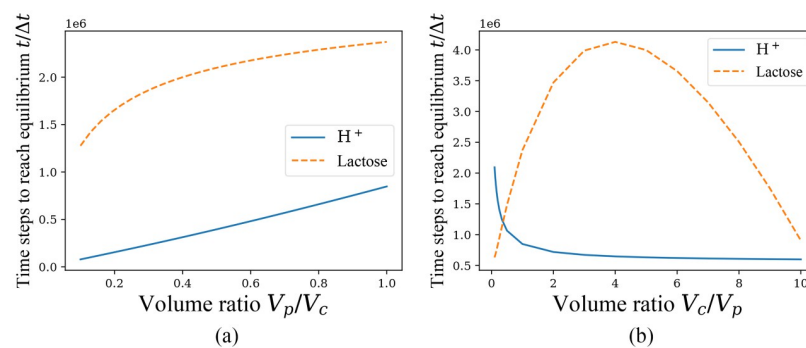 1e6
Time steps to reach equilibrium t/Δt
2.0
1.5
1.0
0.5
0.0
H⁺
Lactose
0.2
0.4
0.6
0.8
1.0
Volume ratio Vₚ/V_c
(a)
1e6
Time steps to reach equilibrium t/Δt
4.0
3.5
3.0
2.5
2.0
1.5
1.0
0.5
H⁺
Lactose
0
2
4
6
8
10
Volume ratio V_c/Vₚ
(b)